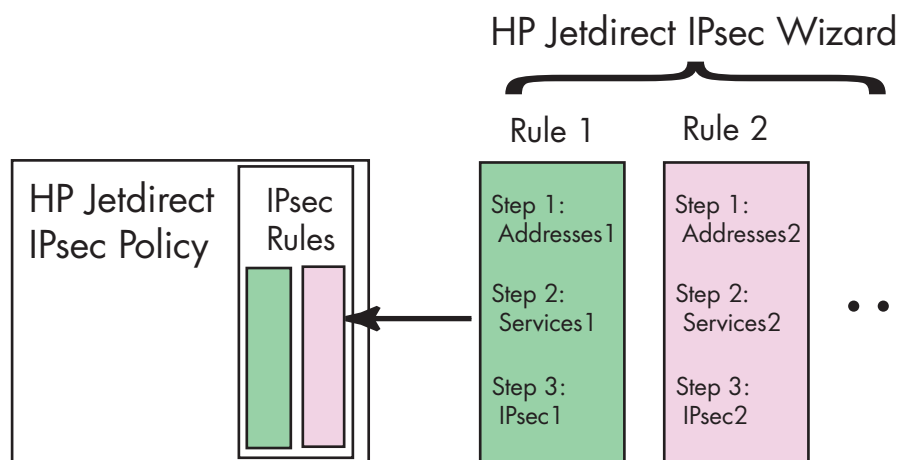 HP Jetdirect IPsec Wizard
Rule 1
Rule 2
HP Jetdirect
IPsec Policy
IPsec
Rules
Step 1:
Addresses1
Step 2:
Services1
Step 3:
IPsec1
Step 1:
Addresses2
Step 2:
Services2
Step 3:
IPsec2